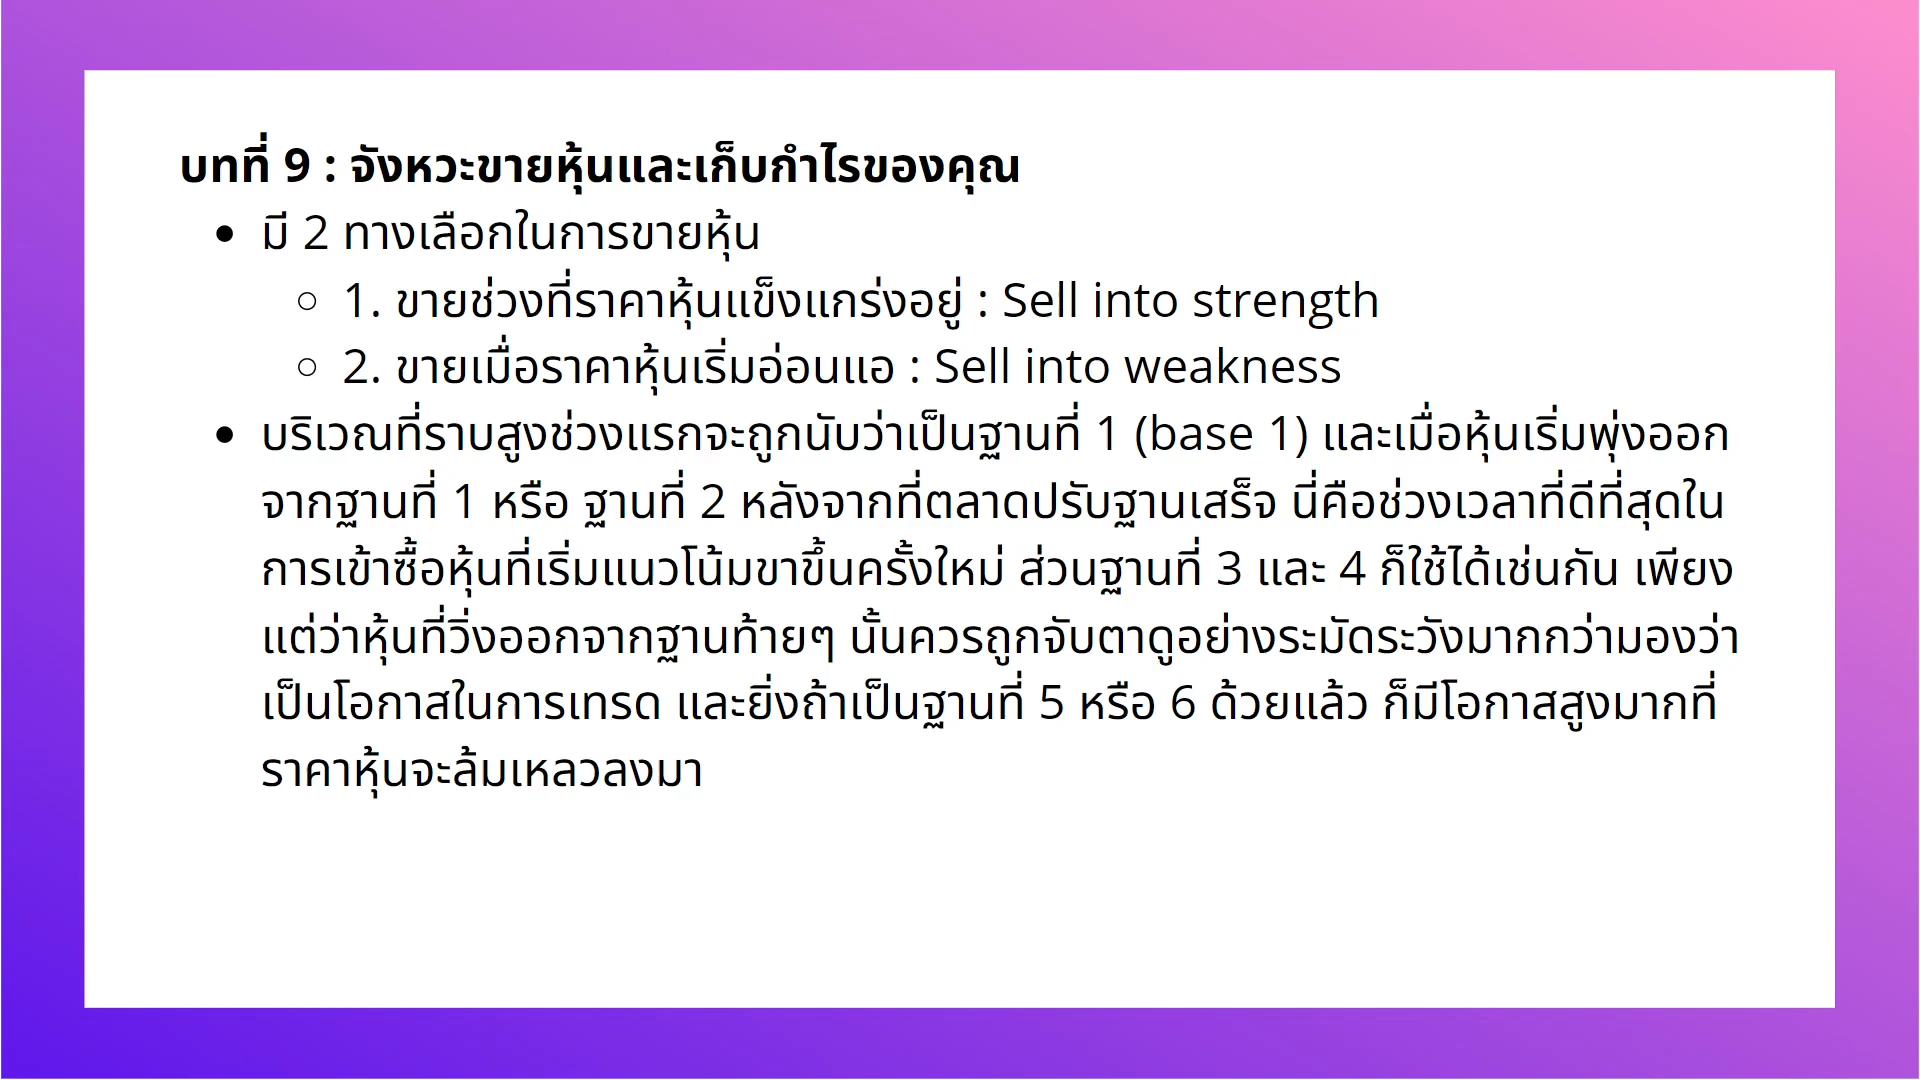 บทที่ 9 : จังหวะขายหุ้นและเก็บกำไรของคุณ
มี 2 ทางเลือกในการขายหุ้น
1. ขายช่วงที่ราคาหุ้นแข็งแกร่งอยู่ : Sell into strength
2. ขายเมื่อราคาหุ้นเริ่มอ่อนแอ : Sell into weakness
บริเวณที่ราบสูงช่วงแรกจะถูกนับว่าเป็นฐานที่ 1 (base 1) และเมื่อหุ้นเริ่มพุ่งออก
จากฐานที่ 1 หรือ ฐานที่ 2 หลังจากที่ตลาดปรับฐานเสร็จ นี่คือช่วงเวลาที่ดีที่สุดใน
การเข้าซื้อหุ้นที่เริ่มแนวโน้มขาขึ้นครั้งใหม่ ส่วนฐานที่ 3 และ 4 ก็ใช้ได้เช่นกัน เพียง
แต่ว่าหุ้นที่วิ่งออกจากฐานท้ายๆ นั้นควรถูกจับตาดูอย่างระมัดระวังมากกว่ามองว่า
เป็นโอกาสในการเทรด และยิ่งถ้าเป็นฐานที่ 5 หรือ 6 ด้วยแล้ว ก็มีโอกาสสูงมากที่
ราคาหุ้นจะล้มเหลวลงมา